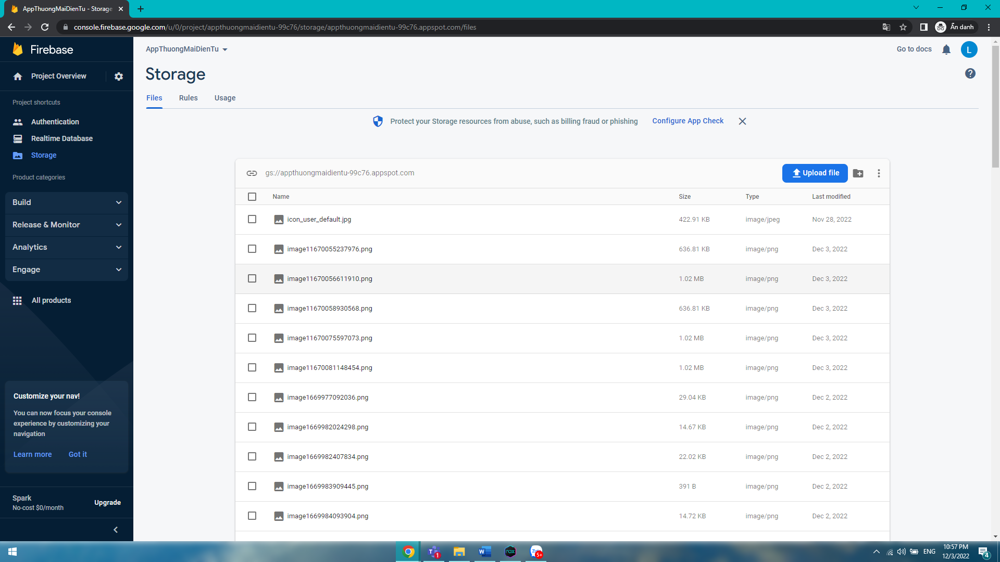 AppThuongMaiDienTu - Storage
console.firebase.google.com/u/0/project/appthuongmaidientu-99c76/storage/appthuongmaidientu-99c76.appspot.com/files
Ẩn danh
Firebase
Project Overview
Project shortcuts
Authentication
Realtime Database
Storage
Product categories
Build
Release & Monitor
Analytics
Engage
All products
Customize your nav!
You can now focus your console
experience by customizing your
navigation
Learn more Got it
Spark
No-cost $0/month
Upgrade
AppThuongMaiDienTu
Go to docs
L
Storage
Files Rules Usage
Protect your Storage resources from abuse, such as billing fraud or phishing Configure App Check
gs://appthuongmaidientu-99c76.appspot.com
Upload file
Name Size Type Last modified
icon_user_default.jpg 422.91 KB image/jpeg Nov 28, 2022
image11670055237976.png 636.81 KB image/png Dec 3, 2022
image11670056611910.png 1.02 MB image/png Dec 3, 2022
image11670058930568.png 636.81 KB image/png Dec 3, 2022
image11670075597073.png 1.02 MB image/png Dec 3, 2022
image11670081148454.png 1.02 MB image/png Dec 3, 2022
image1669977092036.png 29.04 KB image/png Dec 2, 2022
image1669982024298.png 14.67 KB image/png Dec 2, 2022
image1669982407834.png 22.02 KB image/png Dec 2, 2022
image1669983909445.png 391 B image/png Dec 2, 2022
image1669984093904.png 14.72 KB image/png Dec 2, 2022
T 1
W
nox
Zalo 5+
ENG
10:57 PM
12/3/2022
4